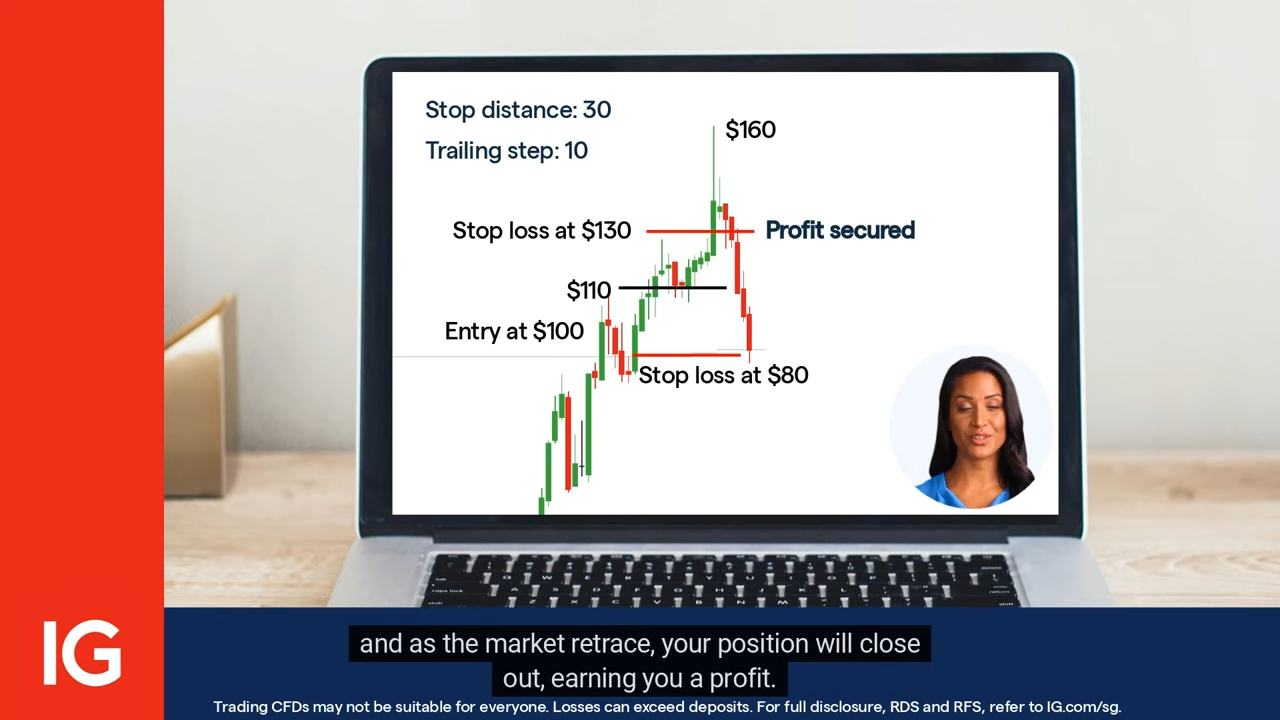 Stop distance: 30
Trailing step: 10
$160
Stop loss at $130
Profit secured
$110
Entry at $100
Stop loss at $80
IG
and as the market retrace, your position will close
out, earning you a profit.
Trading CFDs may not be suitable for everyone. Losses can exceed deposits. For full disclosure, RDS and RFS, refer to IG.com/sg.